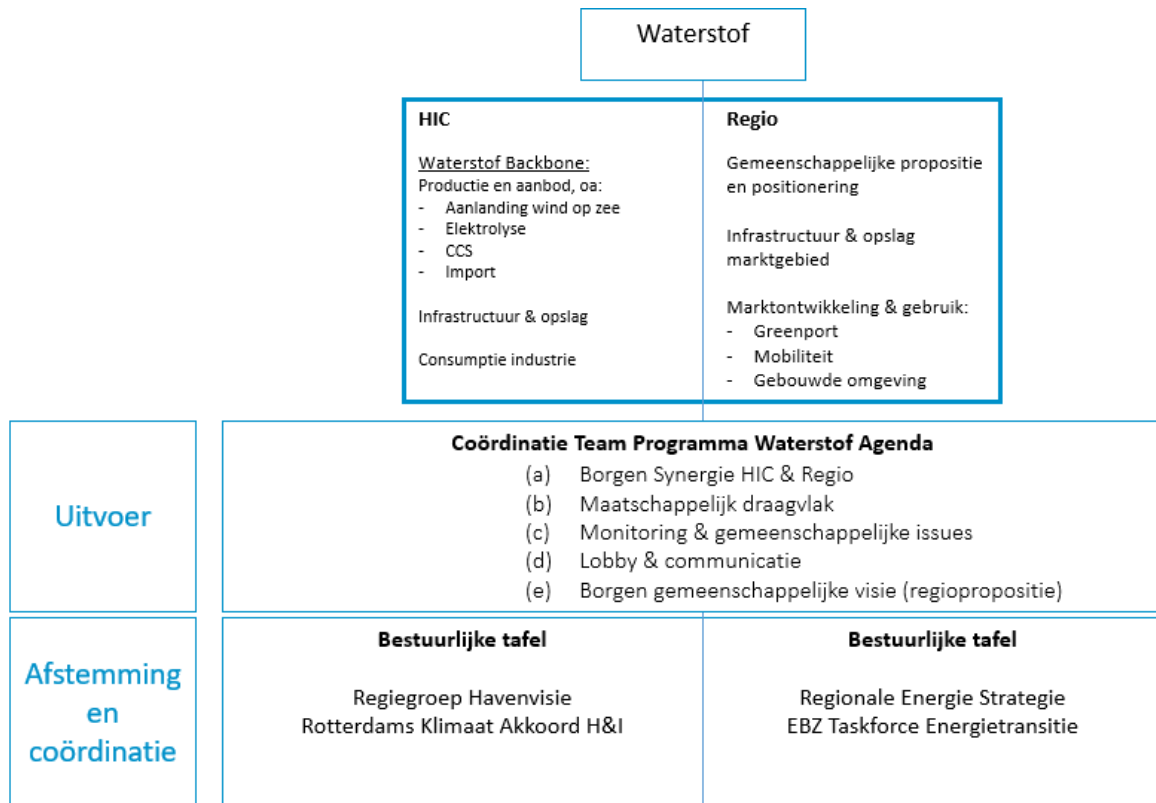 Waterstof
HIC
Waterstof Backbone:
Productie en aanbod, oa:
- Aanlanding wind op zee
- Elektrolyse
- CCS
- Import
Infrastructuur & opslag
Consumptie industrie
Regio
Gemeenschappelijke propositie
en positionering
Infrastructuur & opslag
marktgebied
Marktontwikkeling & gebruik:
- Greenport
- Mobiliteit
- Gebouwde omgeving
Uitvoer
Coördinatie Team Programma Waterstof Agenda
(a) Borgen Synergie HIC & Regio
(b) Maatschappelijk draagvlak
(c) Monitoring & gemeenschappelijke issues
(d) Lobby & communicatie
(e) Borgen gemeenschappelijke visie (regiopropositie)
Afstemming
en
coördinatie
Bestuurlijke tafel
Regiegroep Havenvisie
Rotterdams Klimaat Akkoord H&I
Bestuurlijke tafel
Regionale Energie Strategie
EBZ Taskforce Energietransitie